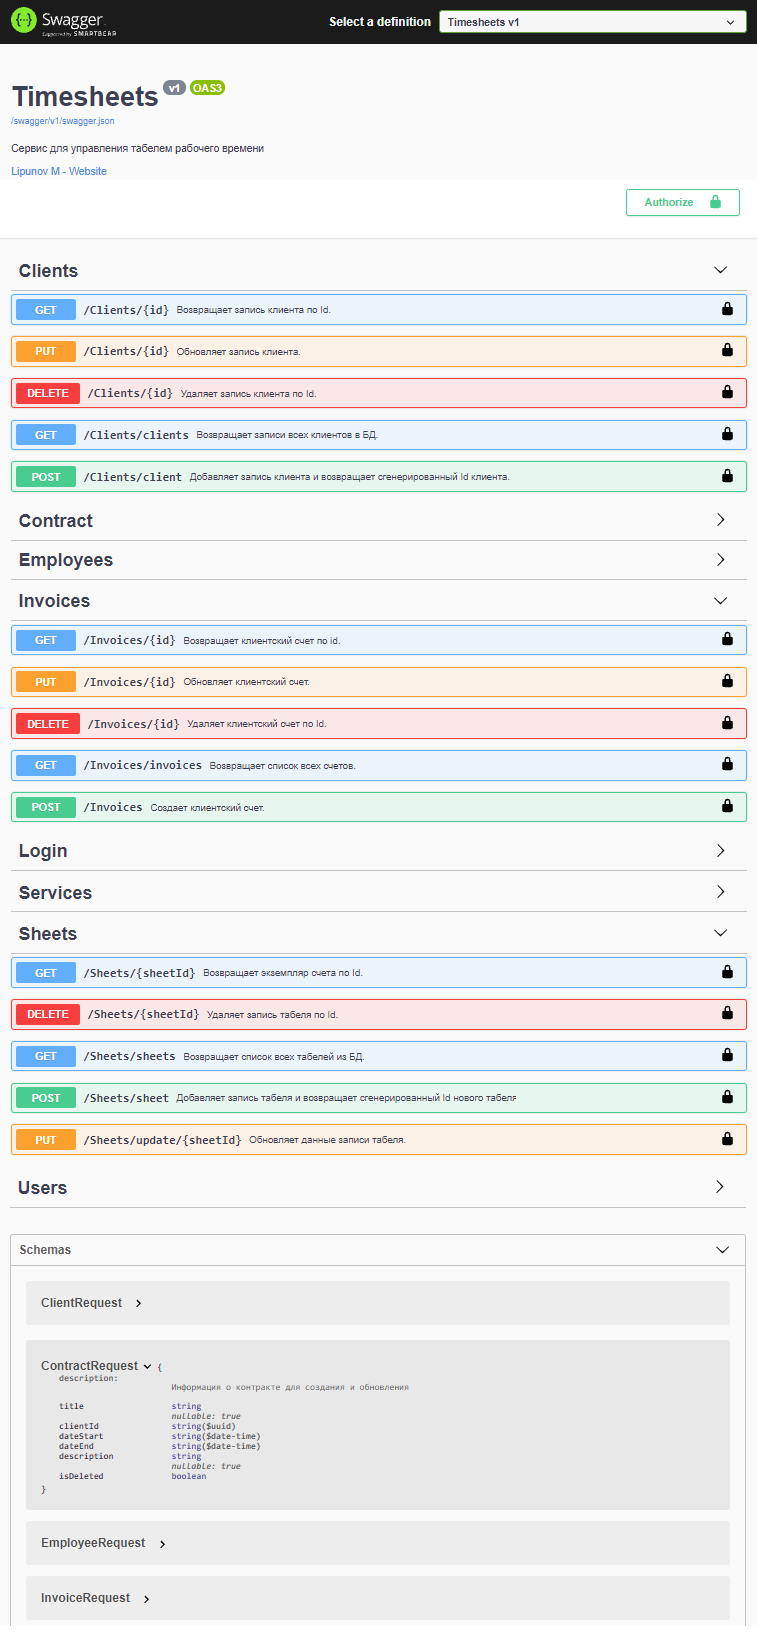 Swagger.
Supported by SMARTBEAR
Select a definition
Timesheets v1
Timesheets v1 OAS3
/swagger/v1/swagger.json
Сервис для управления табелем рабочего времени
Lipunov M - Website
Authorize
Clients
GET /Clients/{id} Возвращает запись клиента по Id.
PUT /Clients/{id} Обновляет запись клиента.
DELETE /Clients/{id} Удаляет запись клиента по Id.
GET /Clients/clients Возвращает записи всех клиентов в БД.
POST /Clients/client Добавляет запись клиента и возвращает сгенерированный Id клиента.
Contract
Employees
Invoices
GET /Invoices/{id} Возвращает клиентский счет по id.
PUT /Invoices/{id} Обновляет клиентский счет.
DELETE /Invoices/{id} Удаляет клиентский счет по Id.
GET /Invoices/invoices Возвращает список всех счетов.
POST /Invoices Создает клиентский счет.
Login
Services
Sheets
GET /Sheets/{sheetId} Возвращает экземпляр счета по Id.
DELETE /Sheets/{sheetId} Удаляет запись табеля по Id.
GET /Sheets/sheets Возвращает список всех табелей из БД.
POST /Sheets/sheet Добавляет запись табеля и возвращает сгенерированный Id нового табеля
PUT /Sheets/update/{sheetId} Обновляет данные записи табеля.
Users
Schemas
ClientRequest
ContractRequest {
description:
Информация о контракте для создания и обновления
title string
nullable: true
clientId string($uuid)
dateStart string($date-time)
dateEnd string($date-time)
description string
nullable: true
isDeleted boolean
}
EmployeeRequest
InvoiceRequest